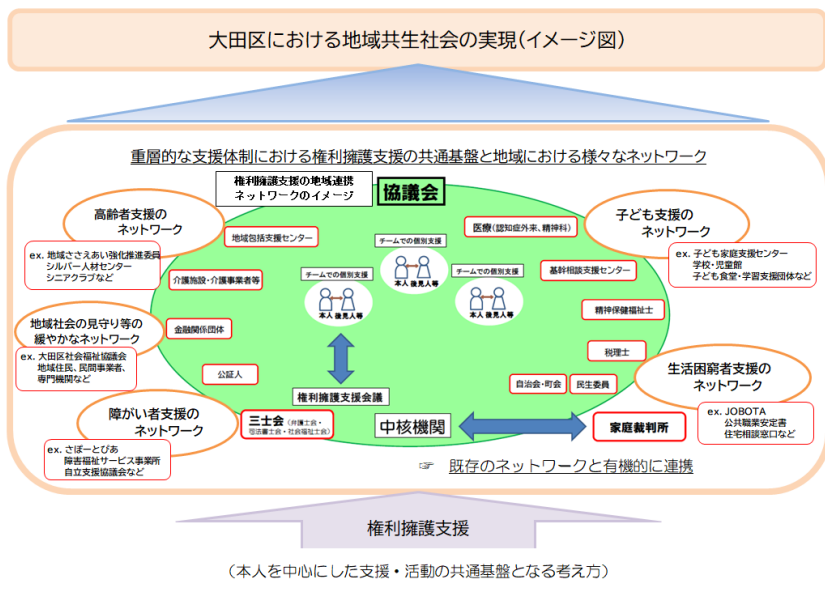 大田区における地域共生社会の実現(イメージ図)
重層的な支援体制における権利擁護支援の共通基盤と地域における様々なネットワーク
権利擁護支援の地域連携
ネットワークのイメージ
協議会
高齢者支援の
ネットワーク
ex. 地域ささえあい強化推進委員
シルバー人材センター
シニアクラブなど
地域社会の見守り等の
緩やかなネットワーク
ex. 大田区社会福祉協議会
地域住民、民間事業者、
専門機関など
障がい者支援の
ネットワーク
ex. さぽーとぴあ
障害福祉サービス事業所
自立支援協議会など
地域包括支援センター
介護施設・介護事業者等
金融関係団体
公証人
三士会(弁護士会・
司法書士会・社会福祉士会)
チームでの個別支援
本人 後見人等
チームでの個別支援
本人 後見人等
チームでの個別支援
本人 後見人等
権利擁護支援会議
中核機関
医療(認知症外来、精神科)
基幹相談支援センター
精神保健福祉士
税理士
自治会・町会
民生委員
家庭裁判所
子ども支援の
ネットワーク
ex. 子ども家庭支援センター
学校・児童館
子ども食堂・学習支援団体など
生活困窮者支援の
ネットワーク
ex. JOBOTA
公共職業安定書
住宅相談窓口など
☞ 既存のネットワークと有機的に連携
権利擁護支援
(本人を中心にした支援・活動の共通基盤となる考え方)